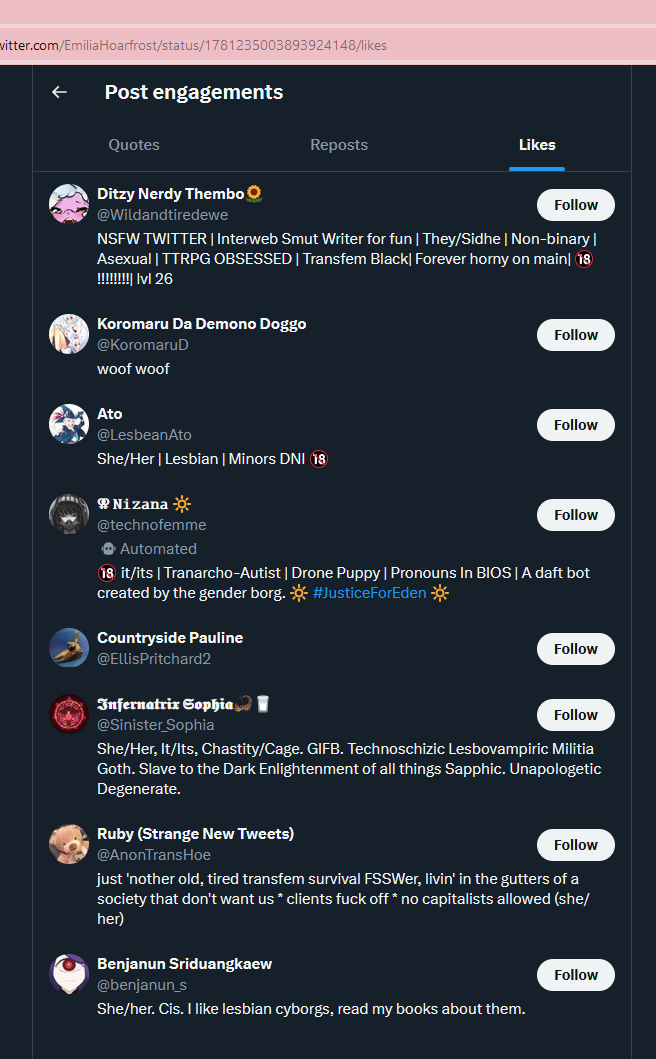 witter.com/EmiliaHoarfrost/status/1781235003893924148/likes
Post engagements
Quotes
Reposts
Likes
Ditzy Nerdy Thembo🌻
@Wildandtiredewe
Follow
NSFW TWITTER | Interweb Smut Writer for fun | They/Sidhe | Non-binary |
Asexual | TTRPG OBSESSED | Transfem Black| Forever horny on main| 🔞
!!!!!!!!| lvl 26
Koromaru Da Demono Doggo
@KoromaruD
Follow
woof woof
Ato
@LesbeanAto
Follow
She/Her | Lesbian | Minors DNI 🔞
Nizana 🔆
@technofemme
Follow
Automated
🔞 it/its | Tranarcho-Autist | Drone Puppy | Pronouns In BIOS | A daft bot
created by the gender borg. 🔆 #JusticeForEden 🔆
Countryside Pauline
@EllisPritchard2
Follow
𝕴𝖓𝖋𝖊𝖗𝖓𝖆𝖙𝖗𝖎𝖝 𝕾𝖔𝖕𝖍𝖎𝖆🦂🥛
@Sinister_Sophia
Follow
She/Her, It/Its, Chastity/Cage. GIFB. Technoschizic Lesbovampiric Militia
Goth. Slave to the Dark Enlightenment of all things Sapphic. Unapologetic
Degenerate.
Ruby (Strange New Tweets)
@AnonTransHoe
Follow
just 'nother old, tired transfem survival FSSWer, livin' in the gutters of a
society that don't want us * clients fuck off * no capitalists allowed (she/
her)
Benjanun Sriduangkaew
@benjanun_s
Follow
She/her. Cis. I like lesbian cyborgs, read my books about them.